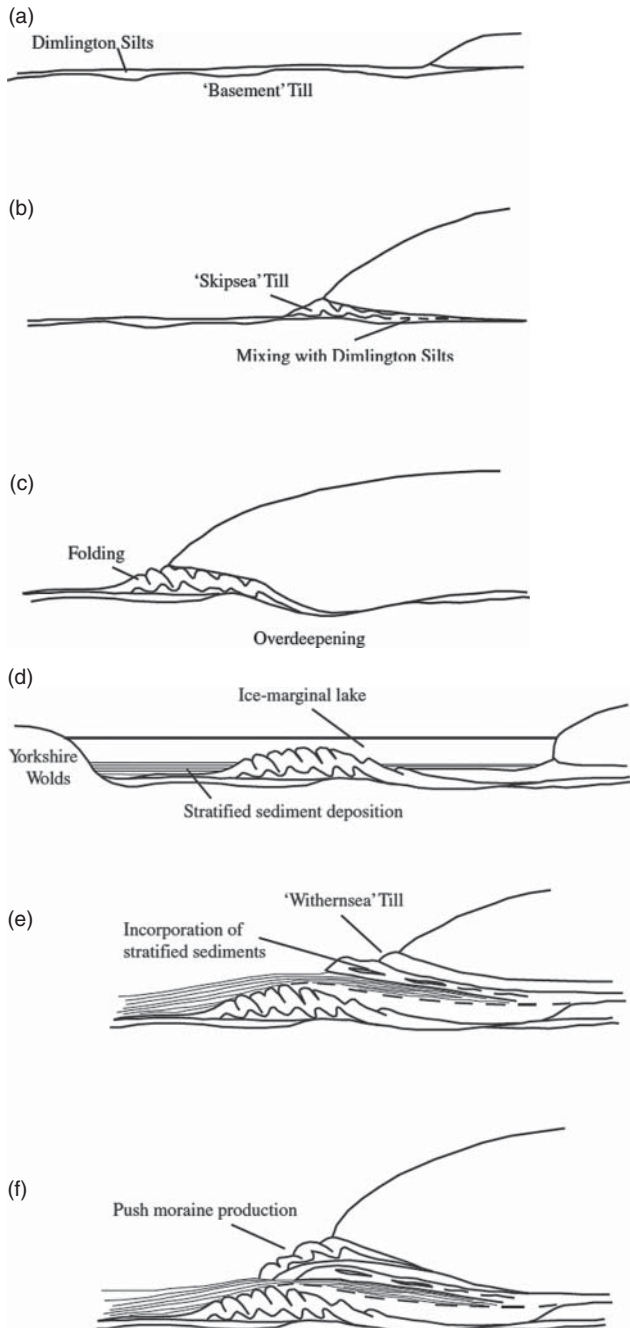 (a)
Dimlington Silts
‘Basement’ Till
(b)
‘Skipsea’ Till
Mixing with Dimlington Silts
(c)
Folding
Overdeepening
(d)
Ice-marginal lake
Yorkshire
Wolds
Stratified sediment deposition
(e)
‘Withernsea’ Till
Incorporation of
stratified sediments
(f)
Push moraine production